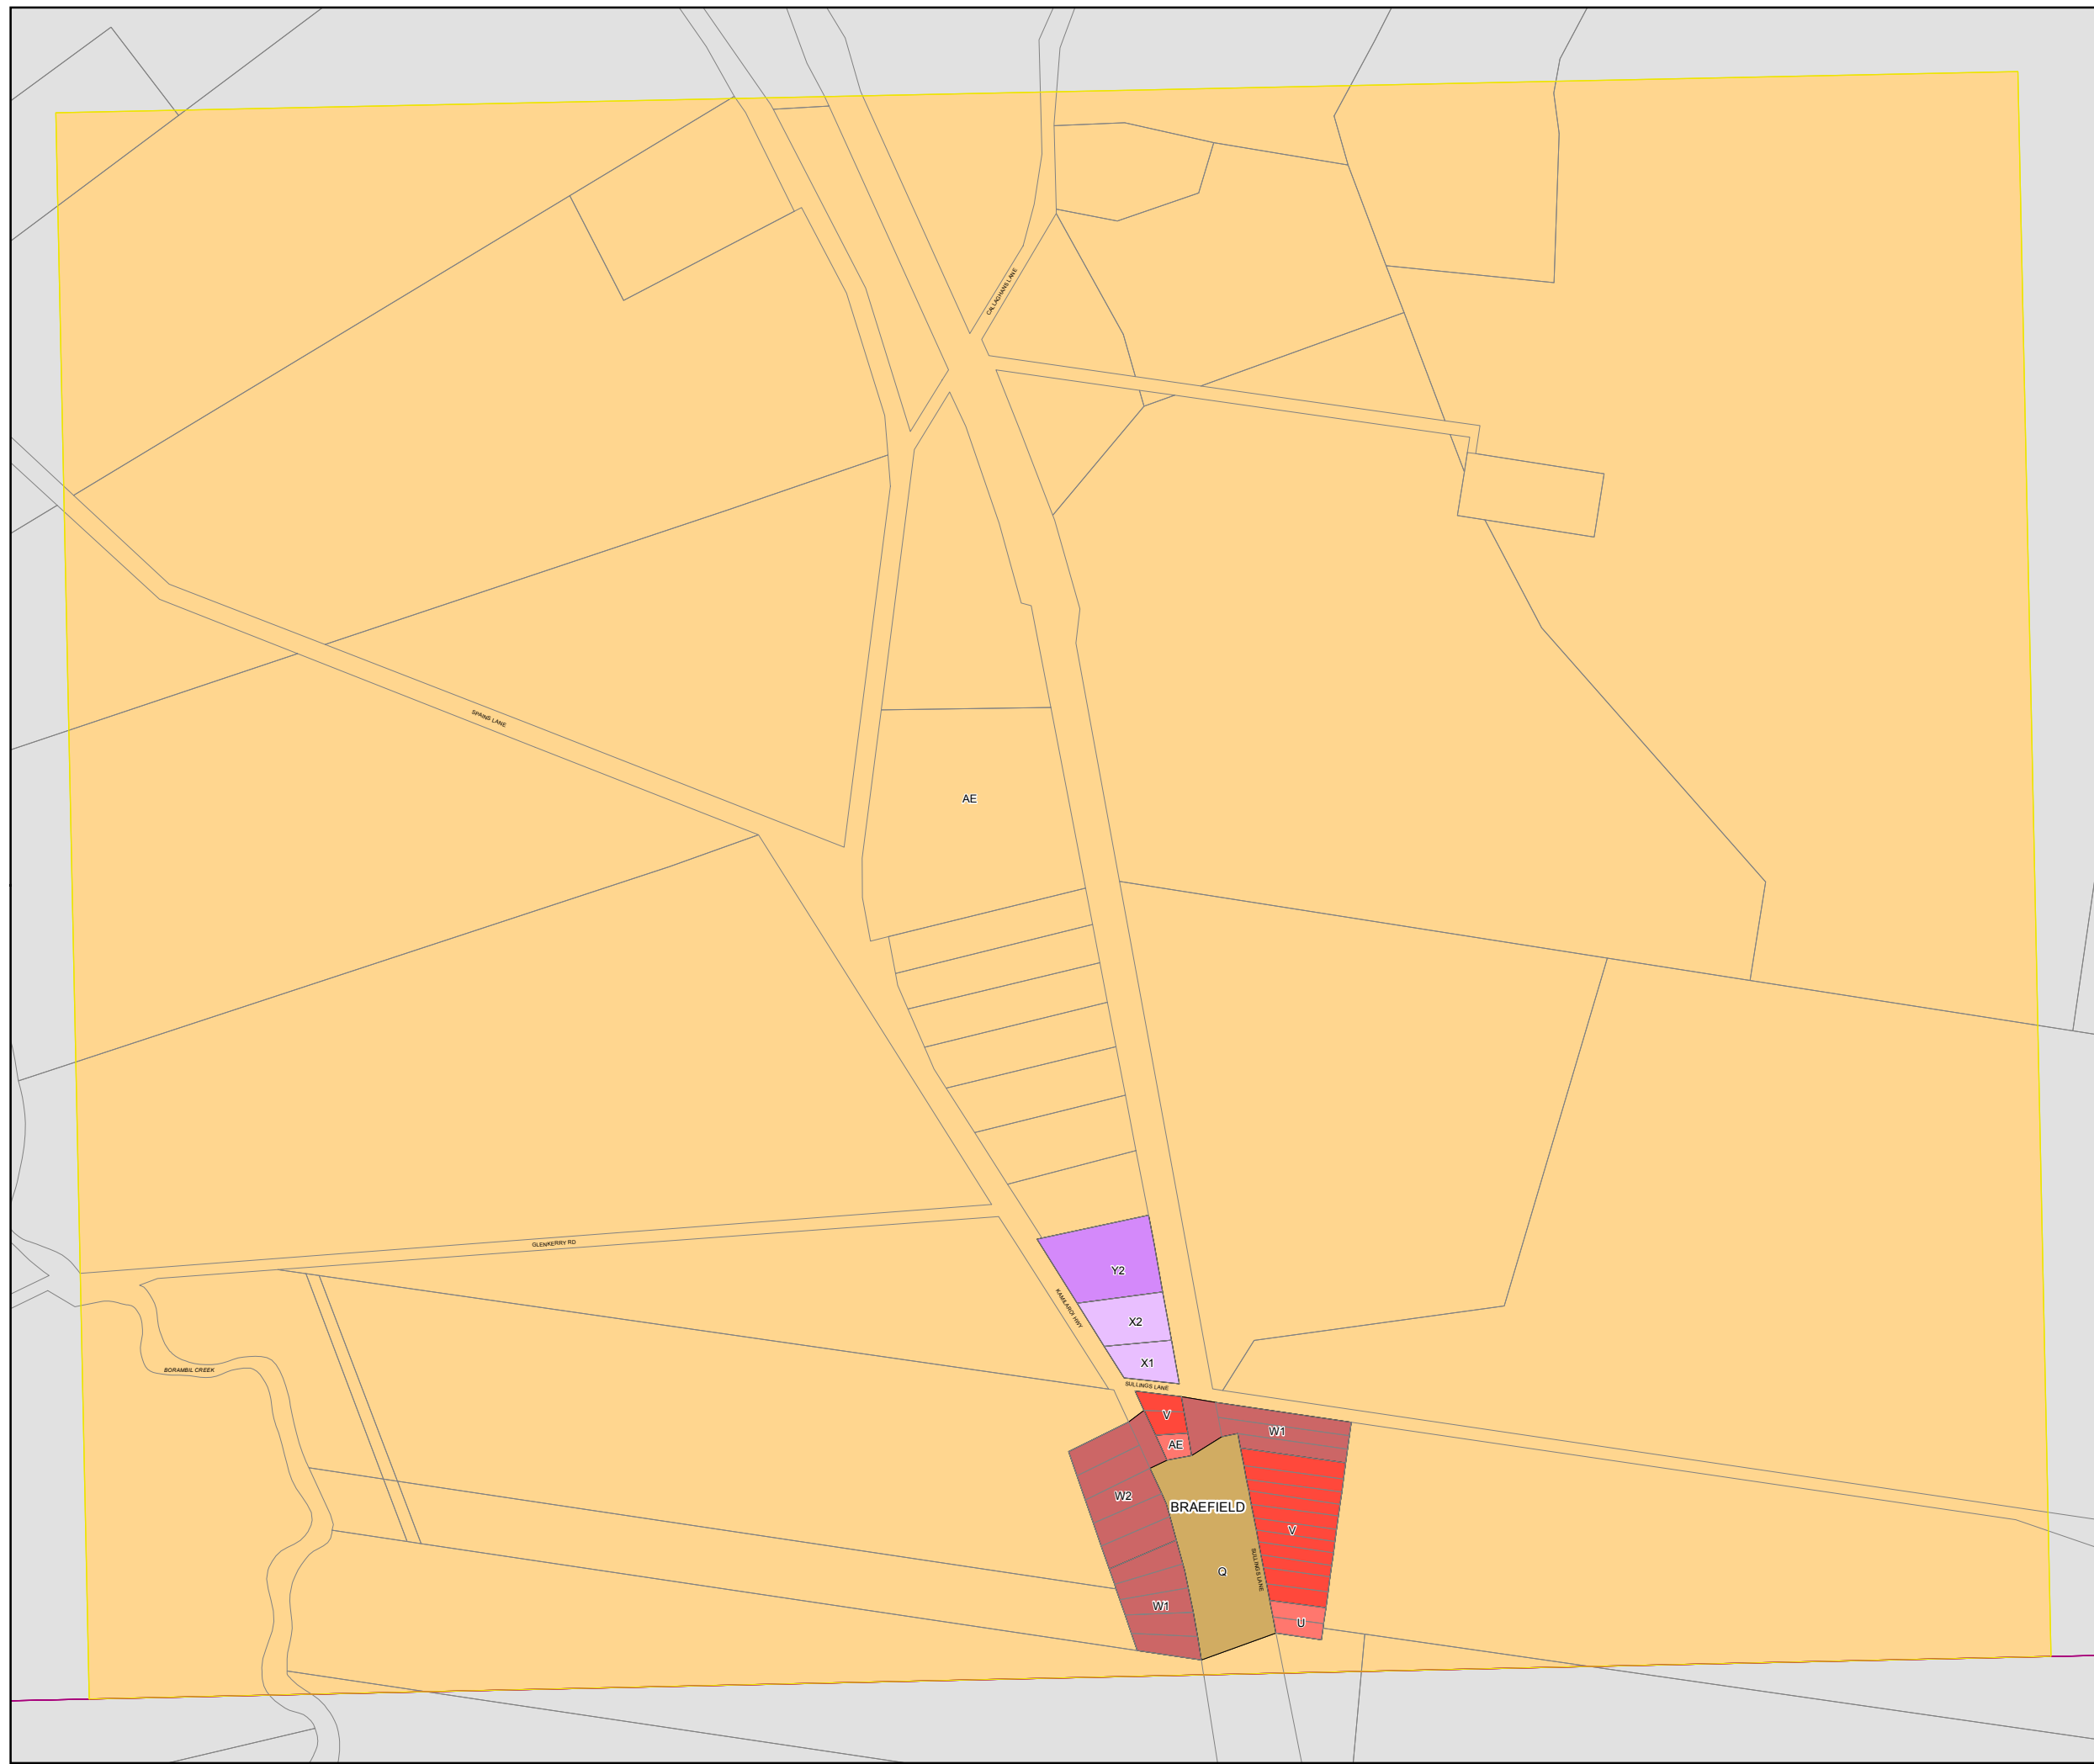 CALLAGHANS LANE
SPAINS LANE
AE
GLENKERRY RD
Y2
KAMILAROI HWY
X2
X1
BORAMBIL CREEK
SULLINGS LANE
V
AE
W1
W2
BRAEFIELD
V
SULLINGS LANE
Q
W1
U